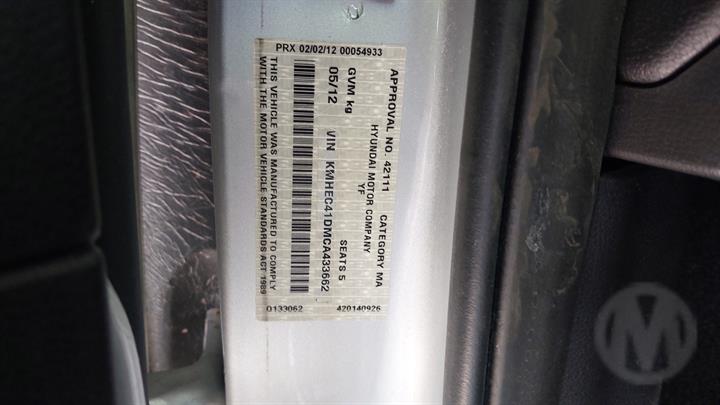 PRX 02/02/12 00054933
APPROVAL NO. 42111 CATEGORY MA
HYUNDAI MOTOR COMPANY
YF
GVM kg SEATS 5
05/12 VIN KMHEC41DMCA433662
THIS VEHICLE WAS MANUFACTURED TO COMPLY
WITH THE MOTOR VEHICLE STANDARDS ACT 1989
0133062 420140926
M